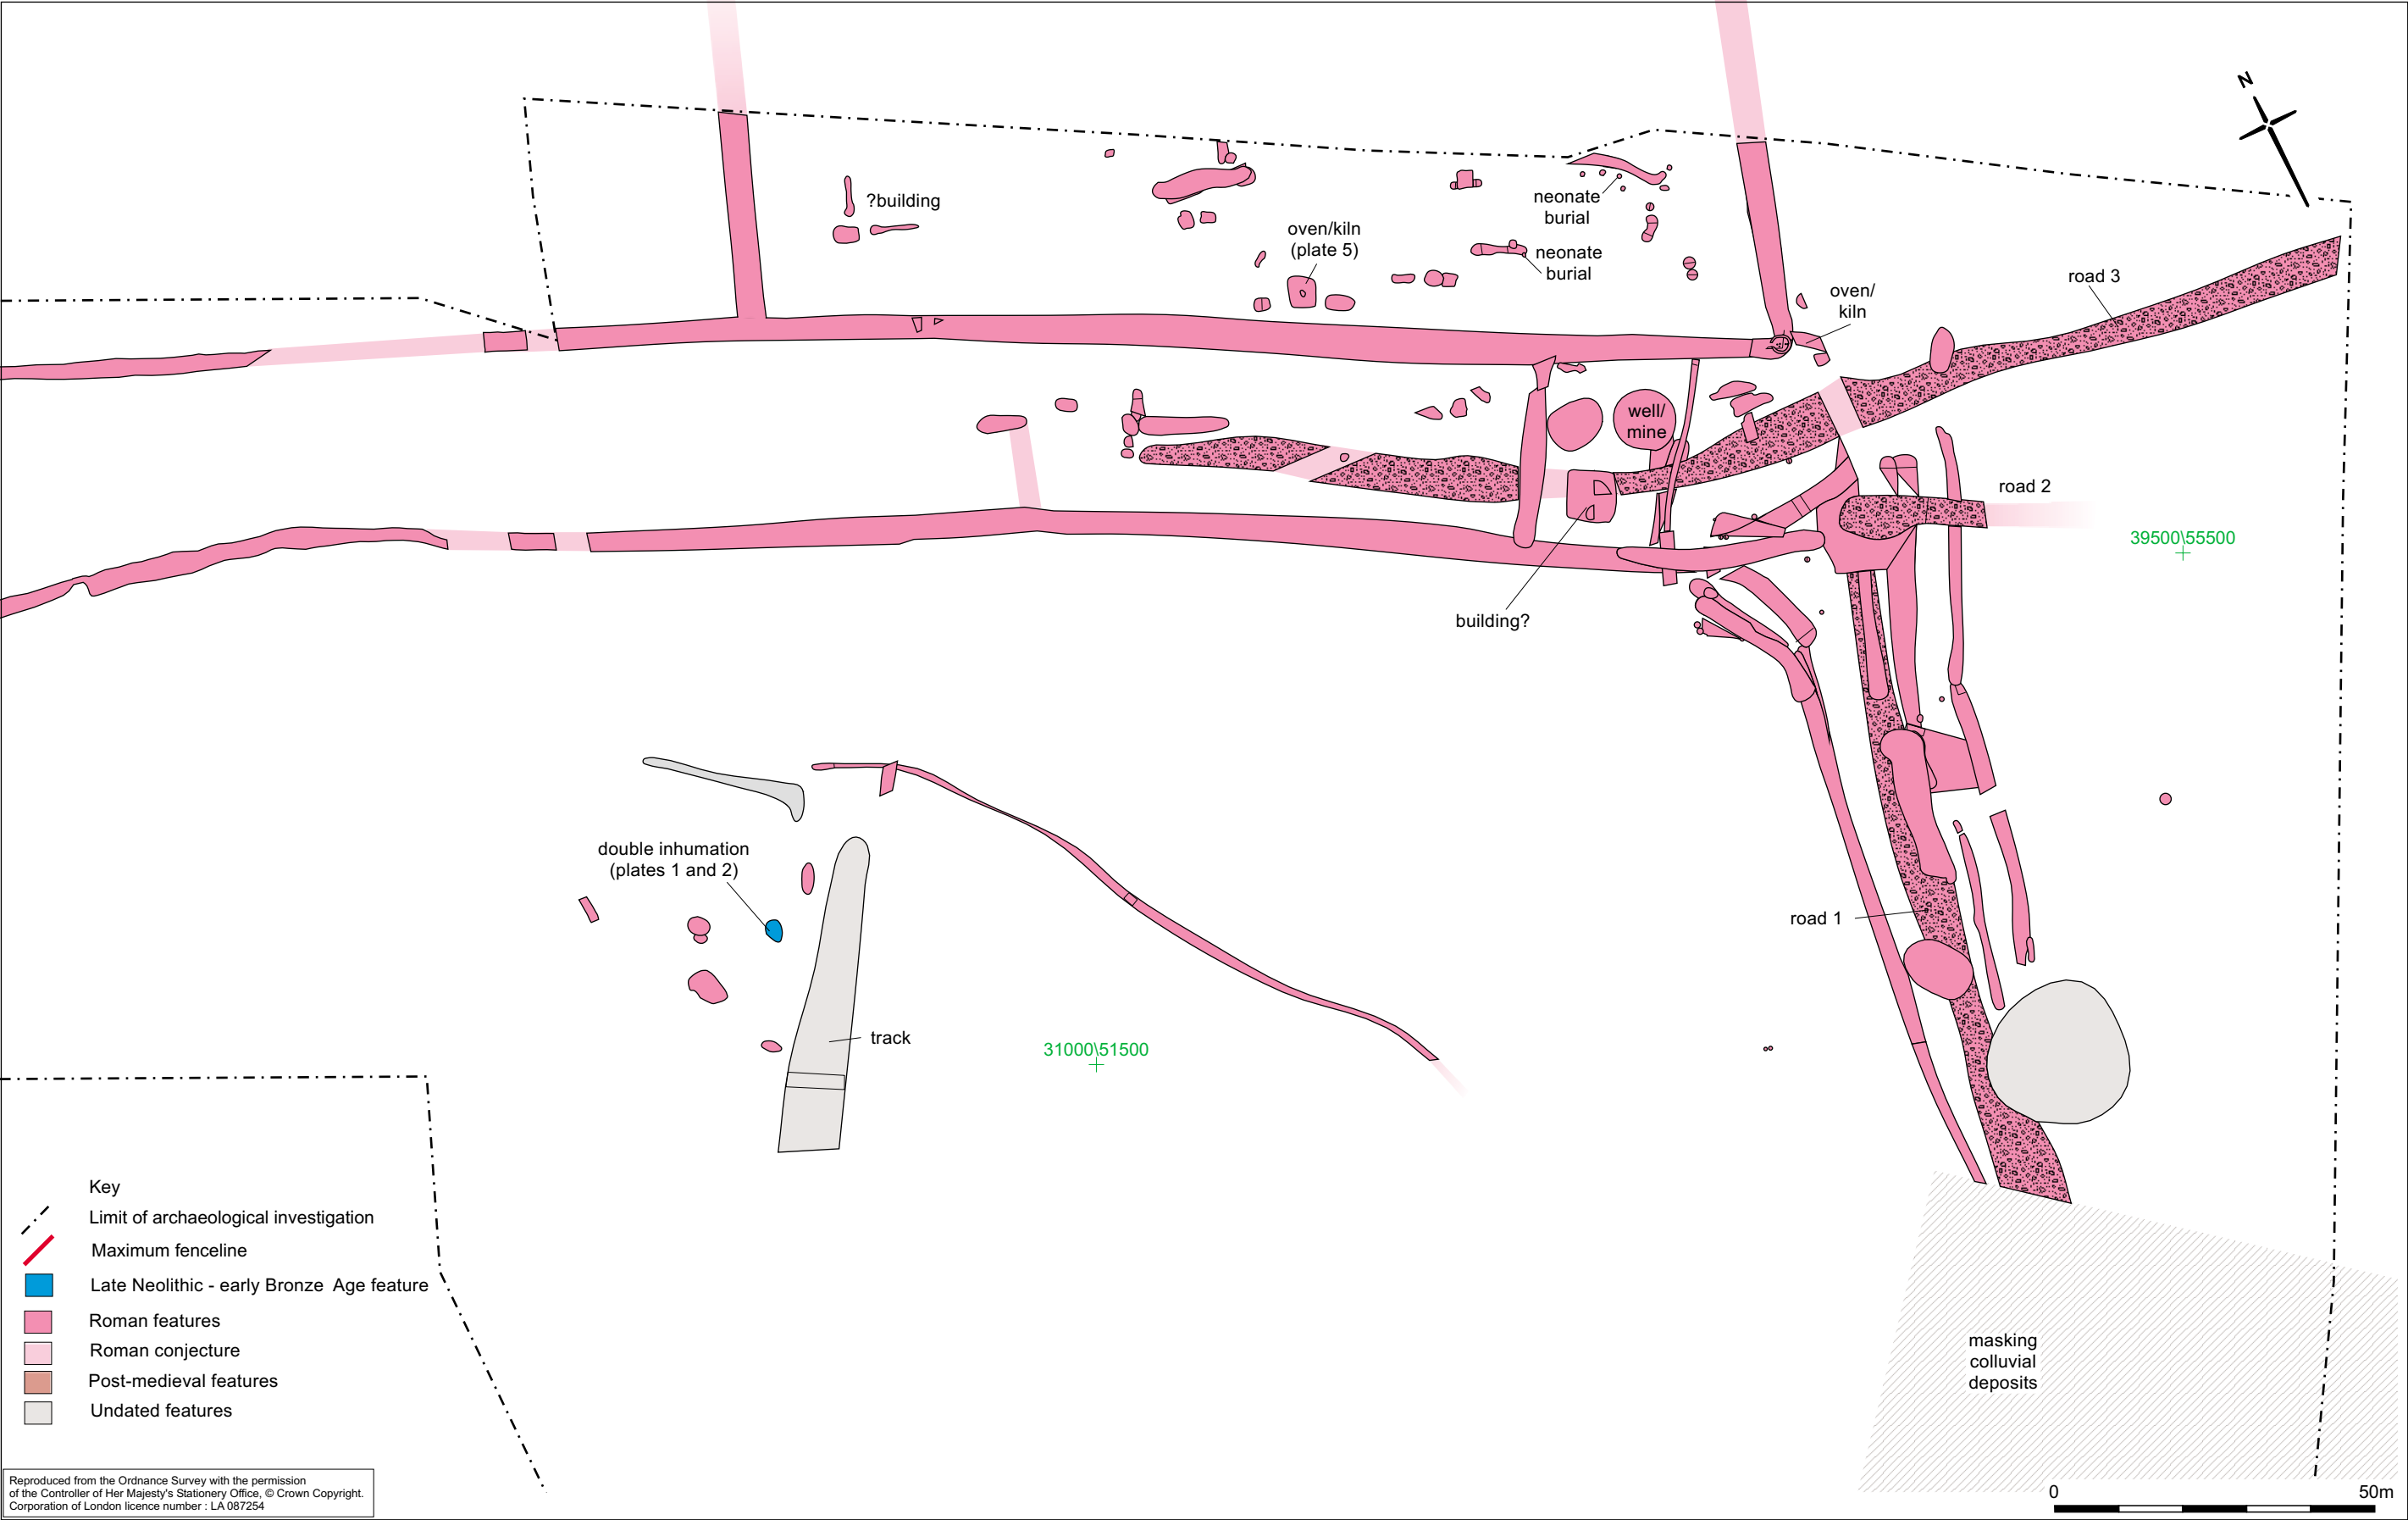 N
?building
neonate
burial
oven/kiln
(plate 5)
neonate
burial
oven/
kiln
road 3
well/
mine
road 2
39500\55500
building?
double inhumation
(plates 1 and 2)
road 1
track
31000\51500
Key
Limit of archaeological investigation
Maximum fenceline
Late Neolithic - early Bronze Age feature
Roman features
Roman conjecture
Post-medieval features
Undated features
masking
colluvial
deposits
Reproduced from the Ordnance Survey with the permission
of the Controller of Her Majesty's Stationery Office, © Crown Copyright.
Corporation of London licence number : LA 087254
0 50m